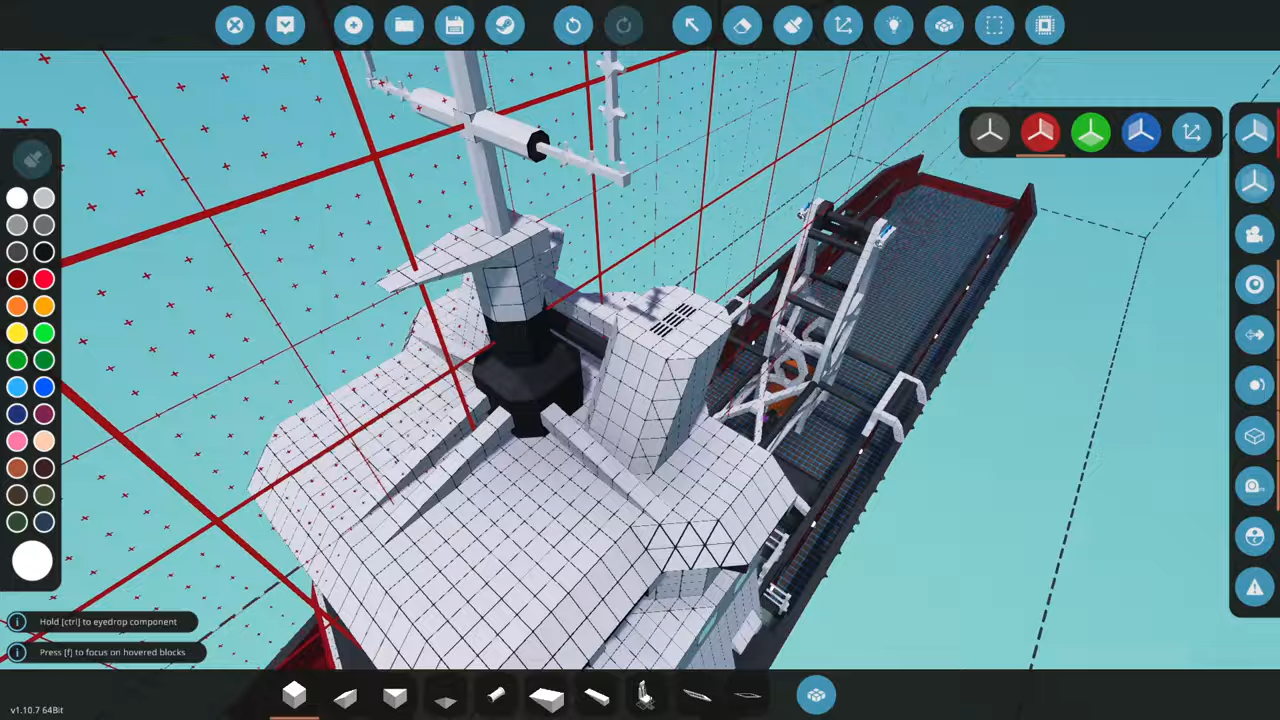 Hold [ctrl] to eyedrop component
Press [f] to focus on hovered blocks
v1.10.7 64Bit